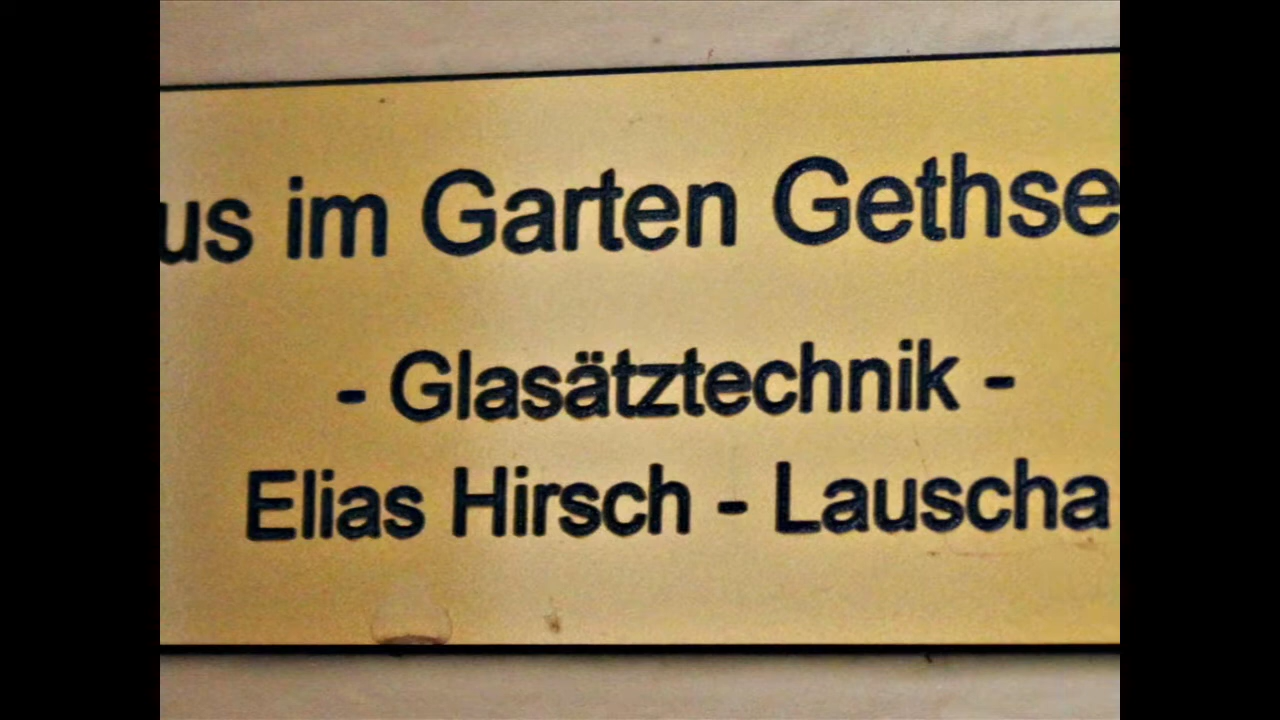 us im Garten Gethse
- Glasätztechnik -
Elias Hirsch - Lauscha